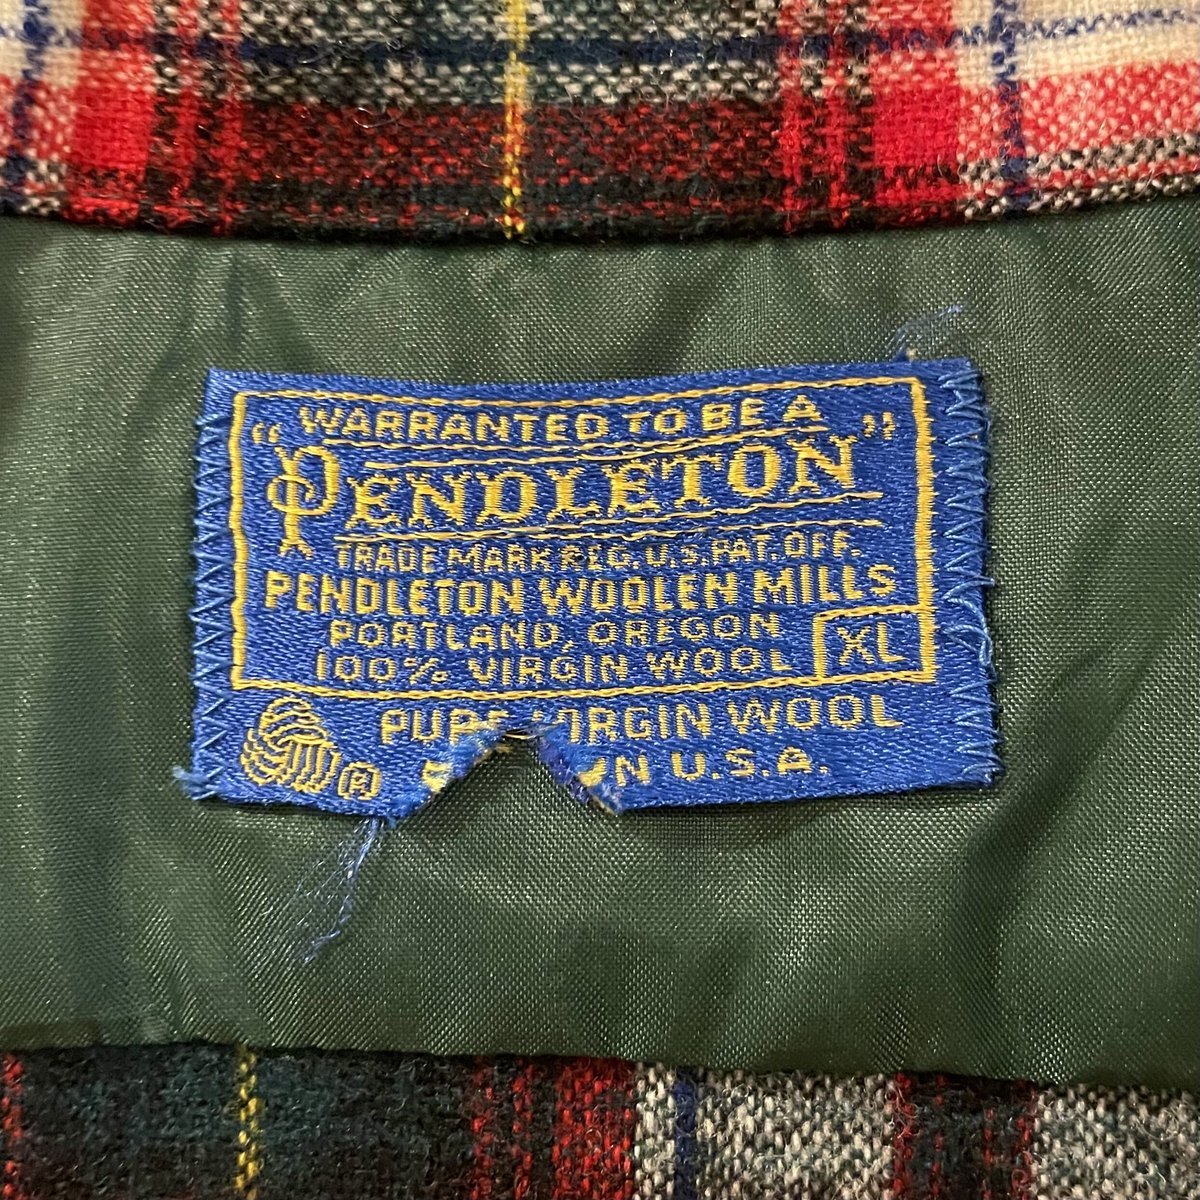 WARRANTED TO BE A
"PENDLETON"
TRADE MARK REG. U.S. PAT. OFF.
PENDLETON WOOLEN MILLS
PORTLAND, OREGON
100% VIRGIN WOOL XL
PURE VIRGIN WOOL
U.S.A.
R